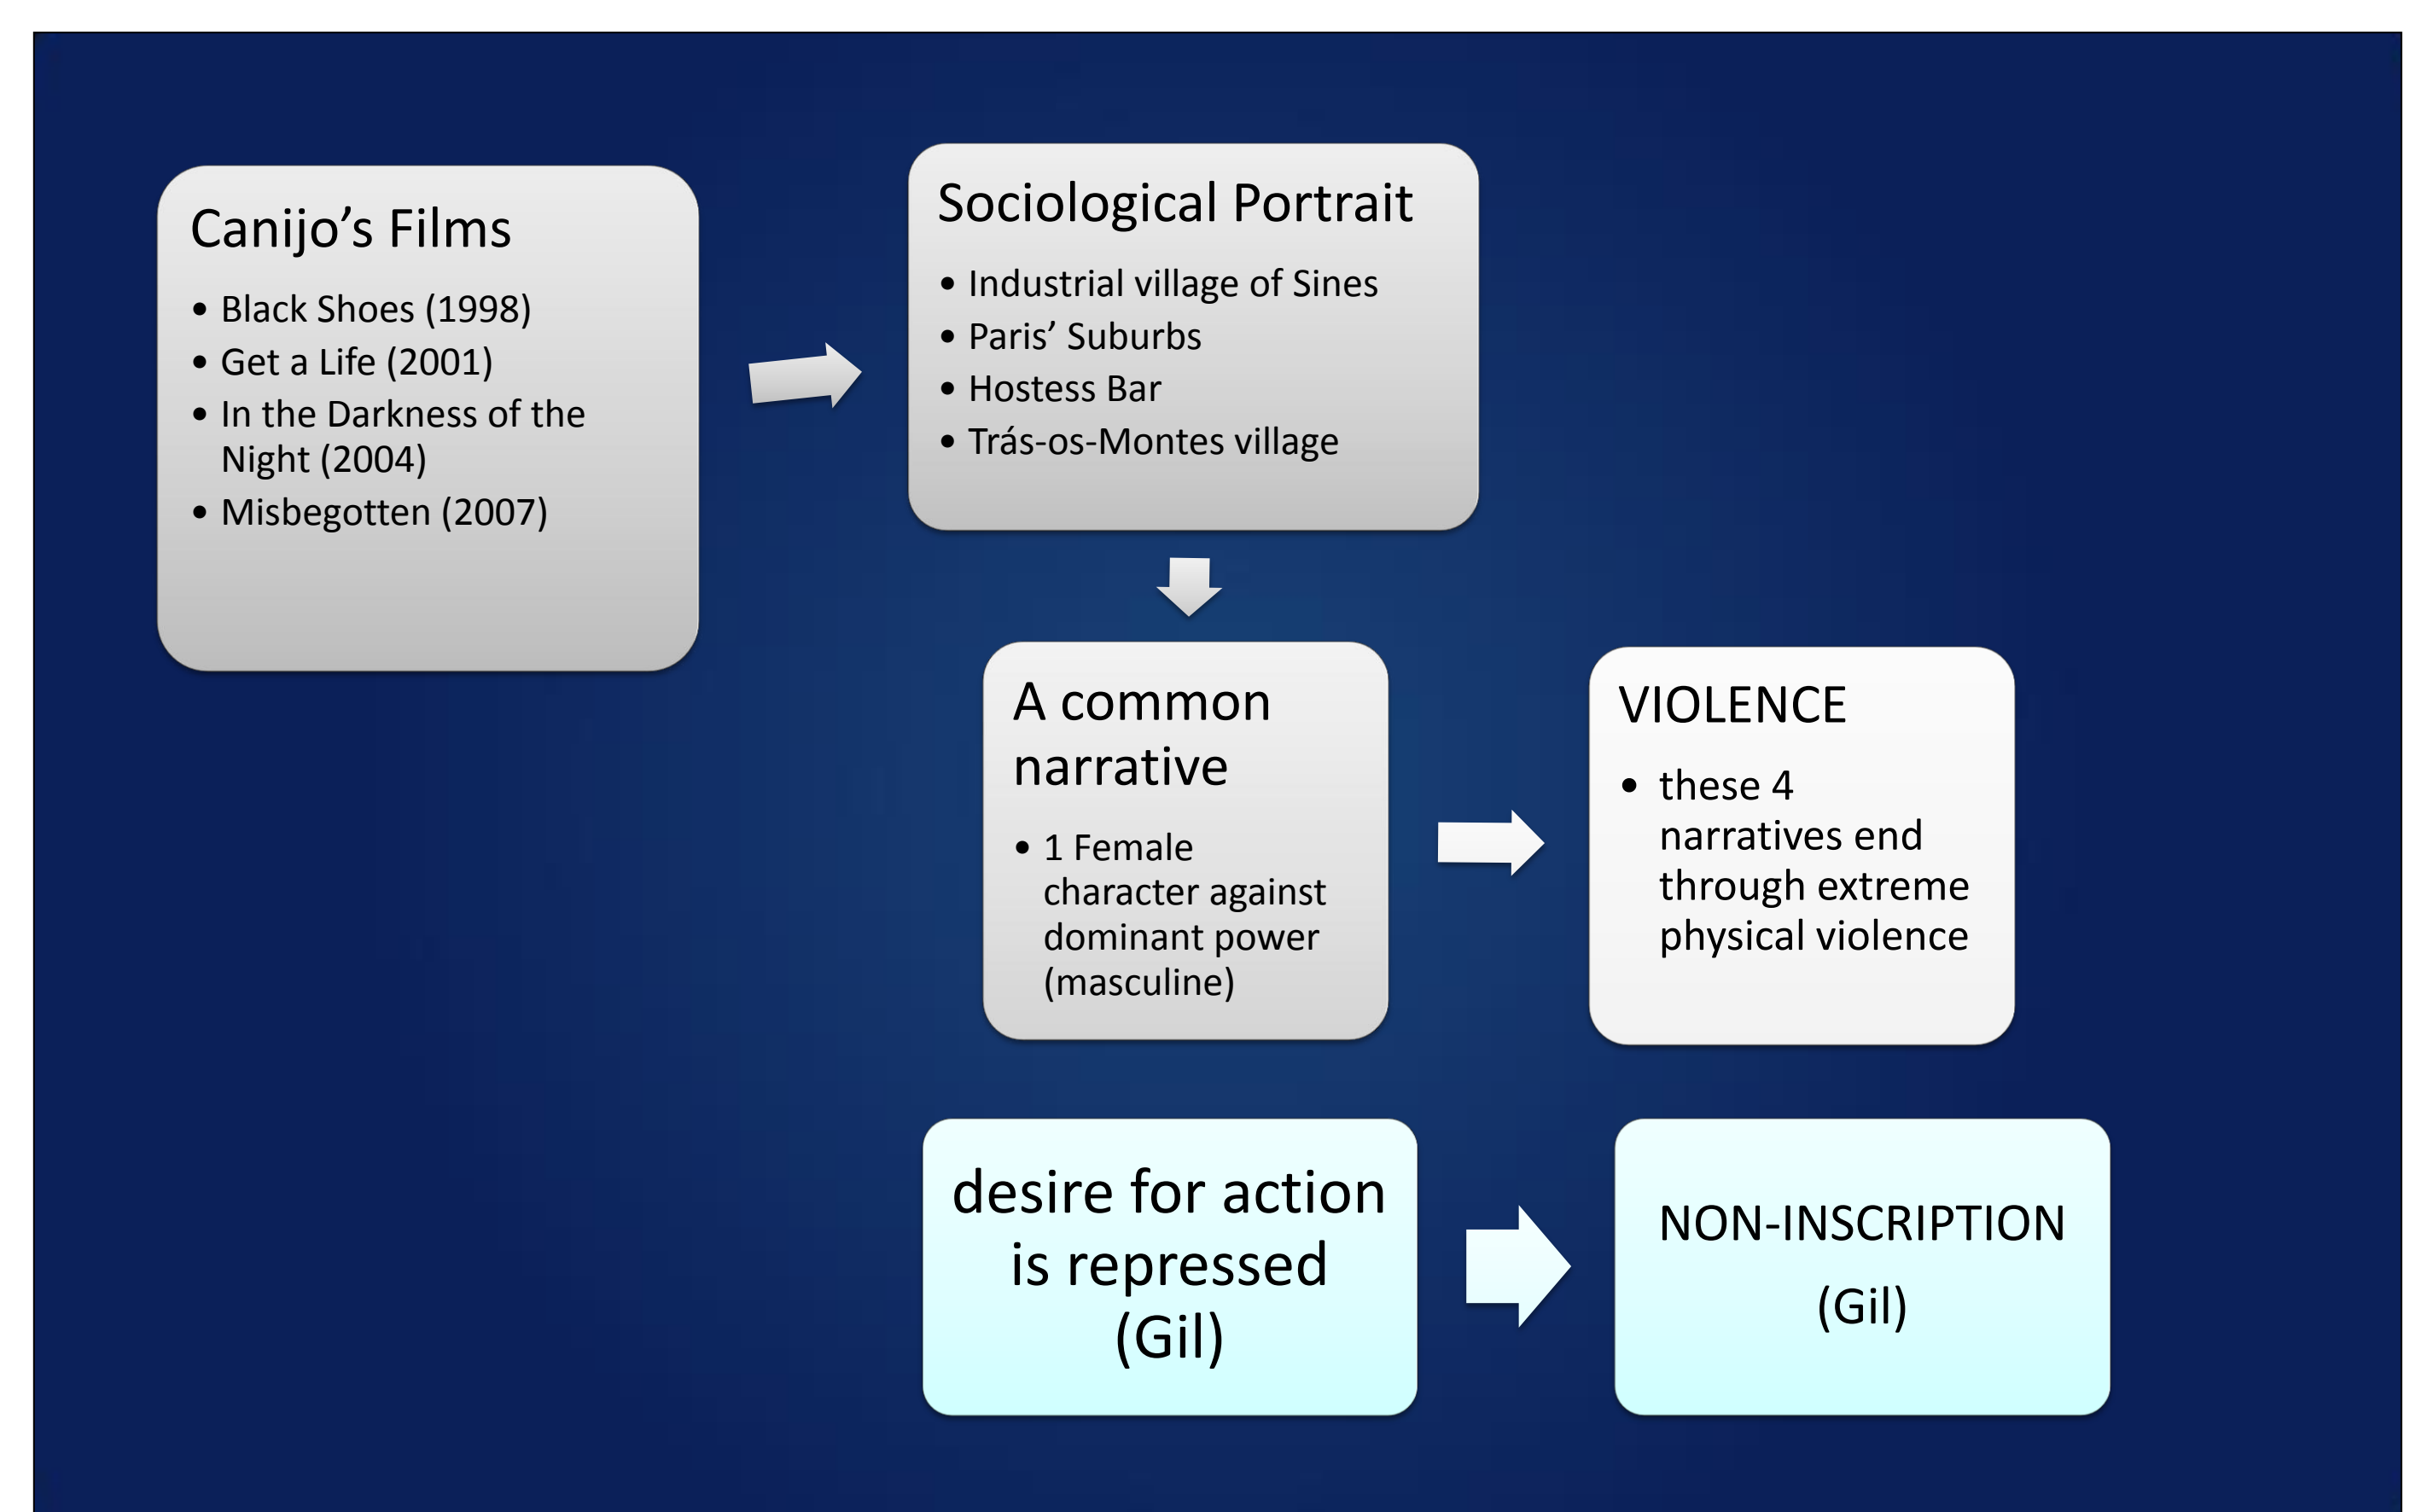 Canijo’s Films
• Black Shoes (1998)
• Get a Life (2001)
• In the Darkness of the
Night (2004)
• Misbegotten (2007)
Sociological Portrait
• Industrial village of Sines
• Paris’ Suburbs
• Hostess Bar
• Trás-os-Montes village
A common
narrative
• 1 Female
character against
dominant power
(masculine)
VIOLENCE
• these 4
narratives end
through extreme
physical violence
desire for action
is repressed
(Gil)
NON-INSCRIPTION
(Gil)